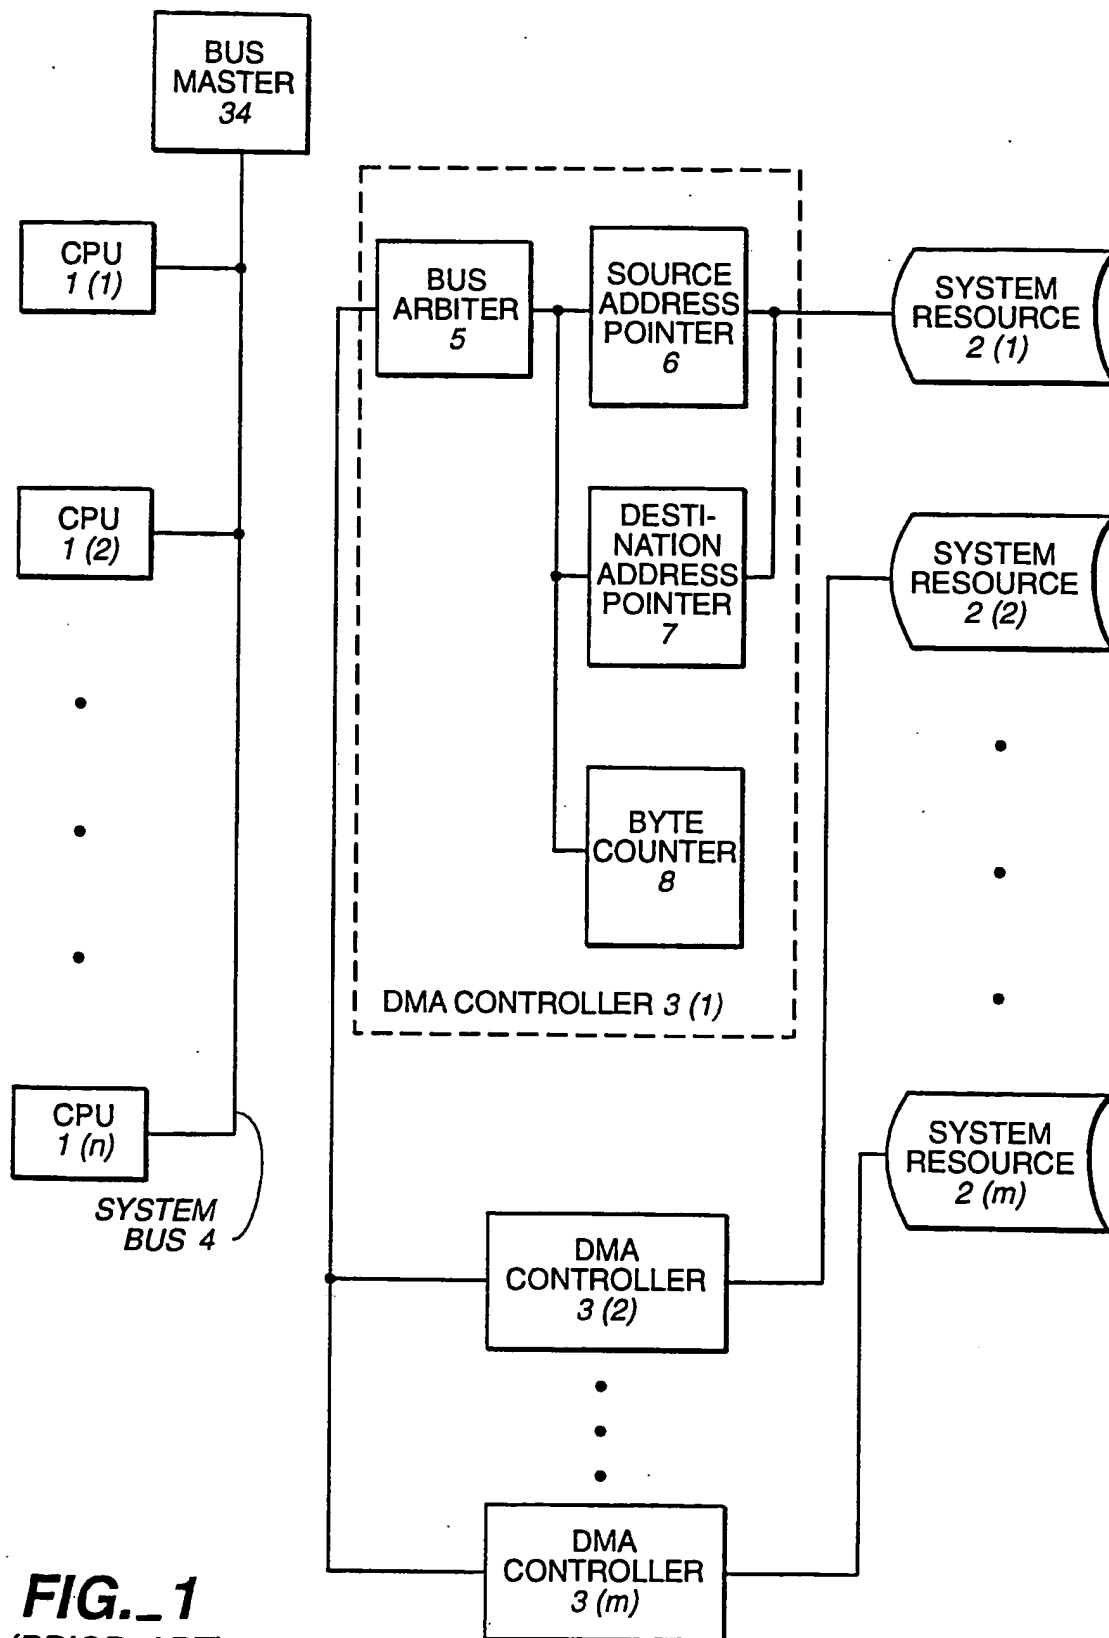 BUS
MASTER
34
CPU
1 (1)
BUS
ARBITER
5
SOURCE
ADDRESS
POINTER
6
SYSTEM
RESOURCE
2 (1)
CPU
1 (2)
DESTI-
NATION
ADDRESS
POINTER
7
SYSTEM
RESOURCE
2 (2)
BYTE
COUNTER
8
DMA CONTROLLER 3 (1)
CPU
1 (n)
SYSTEM
BUS 4
SYSTEM
RESOURCE
2 (m)
DMA
CONTROLLER
3 (2)
DMA
CONTROLLER
3 (m)
FIG._1
(PRIOR ART)